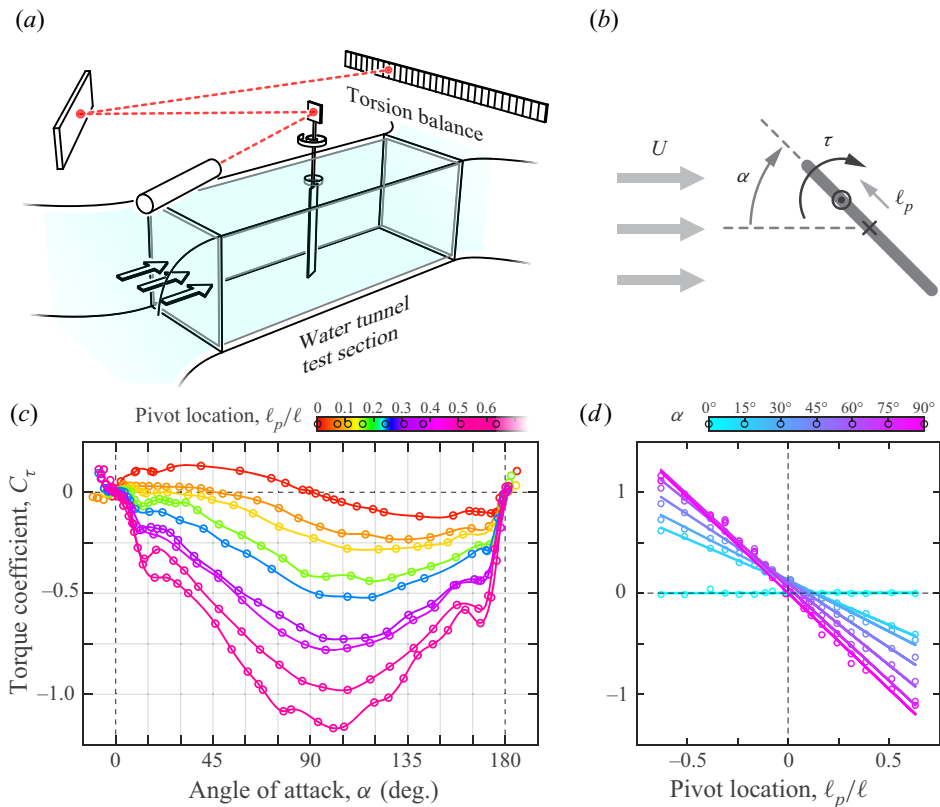 (a)
Torsion balance
Water tunnel
test section
(b)
U
α
τ
ℓp
(c)
Pivot location, ℓp/ℓ
0 0.1 0.2 0.3 0.4 0.5 0.6
Torque coefficient, Cτ
0
−0.5
−1.0
0 45 90 135 180
Angle of attack, α (deg.)
(d)
α
0° 15° 30° 45° 60° 75° 90°
1
0
−1
−0.5 0 0.5
Pivot location, ℓp/ℓ